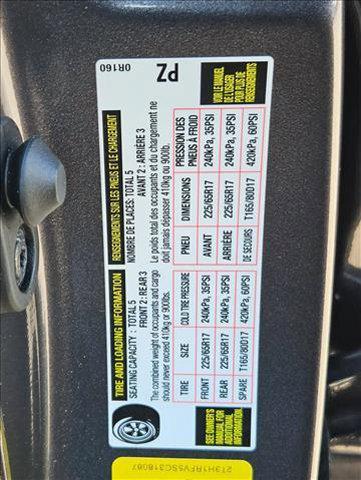 TIRE AND LOADING INFORMATION
SEATING CAPACITY : TOTAL 5
FRONT 2 : REAR 3
The combined weight of occupants and cargo
should never exceed 410kg or 900lbs.
TIRE SIZE COLD TIRE PRESSURE
FRONT 225/65R17 240kPa, 35PSI
REAR 225/65R17 240kPa, 35PSI
SPARE T165/80D17 420kPa, 60PSI
SEE OWNER'S
MANUAL FOR
ADDITIONAL
INFORMATION
RENSEIGNEMENTS SUR LES PNEUS ET LE CHARGEMENT
NOMBRE DE PLACES: TOTAL 5
AVANT 2 : ARRIÈRE 3
Le poids total des occupants et du chargement ne
doit jamais dépasser 410kg ou 900lb.
PNEU DIMENSIONS PRESSION DES
PNEUS À FROID
AVANT 225/65R17 240kPa, 35PSI
ARRIÈRE 225/65R17 240kPa, 35PSI
DE SECOURS T165/80D17 420kPa, 60PSI
VOIR LE MANUEL
DE L'USAGER
POUR PLUS DE
RENSEIGNEMENTS
0R160
PZ